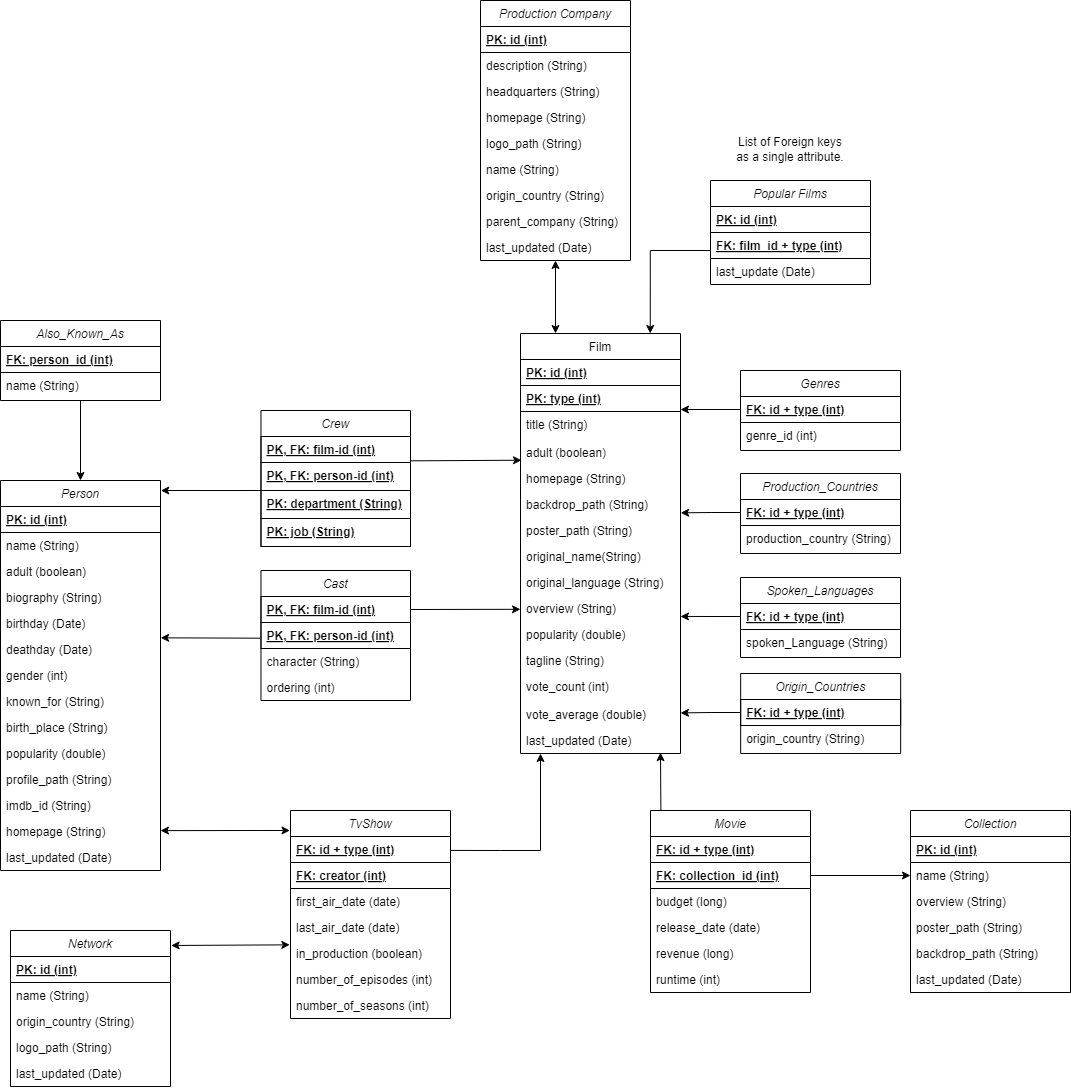 Production Company
PK: id (int)
description (String)
headquarters (String)
homepage (String)
logo_path (String)
name (String)
origin_country (String)
parent_company (String)
last_updated (Date)
List of Foreign keys
as a single attribute.
Popular Films
PK: id (int)
FK: film_id + type (int)
last_update (Date)
Also_Known_As
FK: person_id (int)
name (String)
Film
PK: id (int)
PK: type (int)
title (String)
adult (boolean)
homepage (String)
backdrop_path (String)
poster_path (String)
original_name(String)
original_language (String)
overview (String)
popularity (double)
tagline (String)
vote_count (int)
vote_average (double)
last_updated (Date)
Genres
FK: id + type (int)
genre_id (int)
Crew
PK, FK: film-id (int)
PK, FK: person-id (int)
PK: department (String)
PK: job (String)
Production_Countries
FK: id + type (int)
production_country (String)
Person
PK: id (int)
name (String)
adult (boolean)
biography (String)
birthday (Date)
deathday (Date)
gender (int)
known_for (String)
birth_place (String)
popularity (double)
profile_path (String)
imdb_id (String)
homepage (String)
last_updated (Date)
Cast
PK, FK: film-id (int)
PK, FK: person-id (int)
character (String)
ordering (int)
Spoken_Languages
FK: id + type (int)
spoken_Language (String)
Origin_Countries
FK: id + type (int)
origin_country (String)
TvShow
FK: id + type (int)
FK: creator (int)
first_air_date (date)
last_air_date (date)
in_production (boolean)
number_of_episodes (int)
number_of_seasons (int)
Movie
FK: id + type (int)
FK: collection_id (int)
budget (long)
release_date (date)
revenue (long)
runtime (int)
Collection
PK: id (int)
name (String)
overview (String)
poster_path (String)
backdrop_path (String)
last_updated (Date)
Network
PK: id (int)
name (String)
origin_country (String)
logo_path (String)
last_updated (Date)